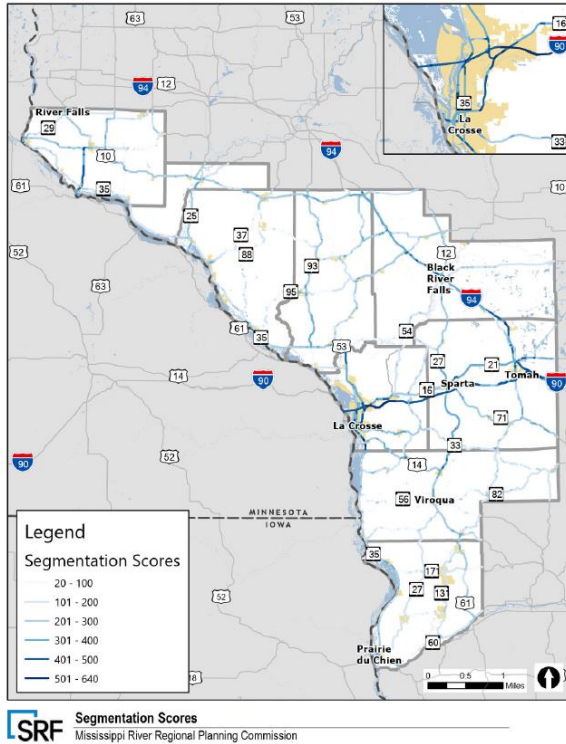 63
53
16
90
12
94
River Falls
29
35
La Crosse
33
10
94
61
35
10
25
52
37
12
88
93
Black River Falls
63
95
94
61
35
54
53
27
21
14
90
Tomah
90
16
Sparta
71
La Crosse
33
90
52
14
82
56
Viroqua
MINNESOTA
IOWA
Legend
Segmentation Scores
20 - 100
101 - 200
201 - 300
301 - 400
401 - 500
501 - 640
35
171
27
131
61
52
60
Prairie du Chien
18
0 0.5 1
Miles
SRF
Segmentation Scores
Mississippi River Regional Planning Commission